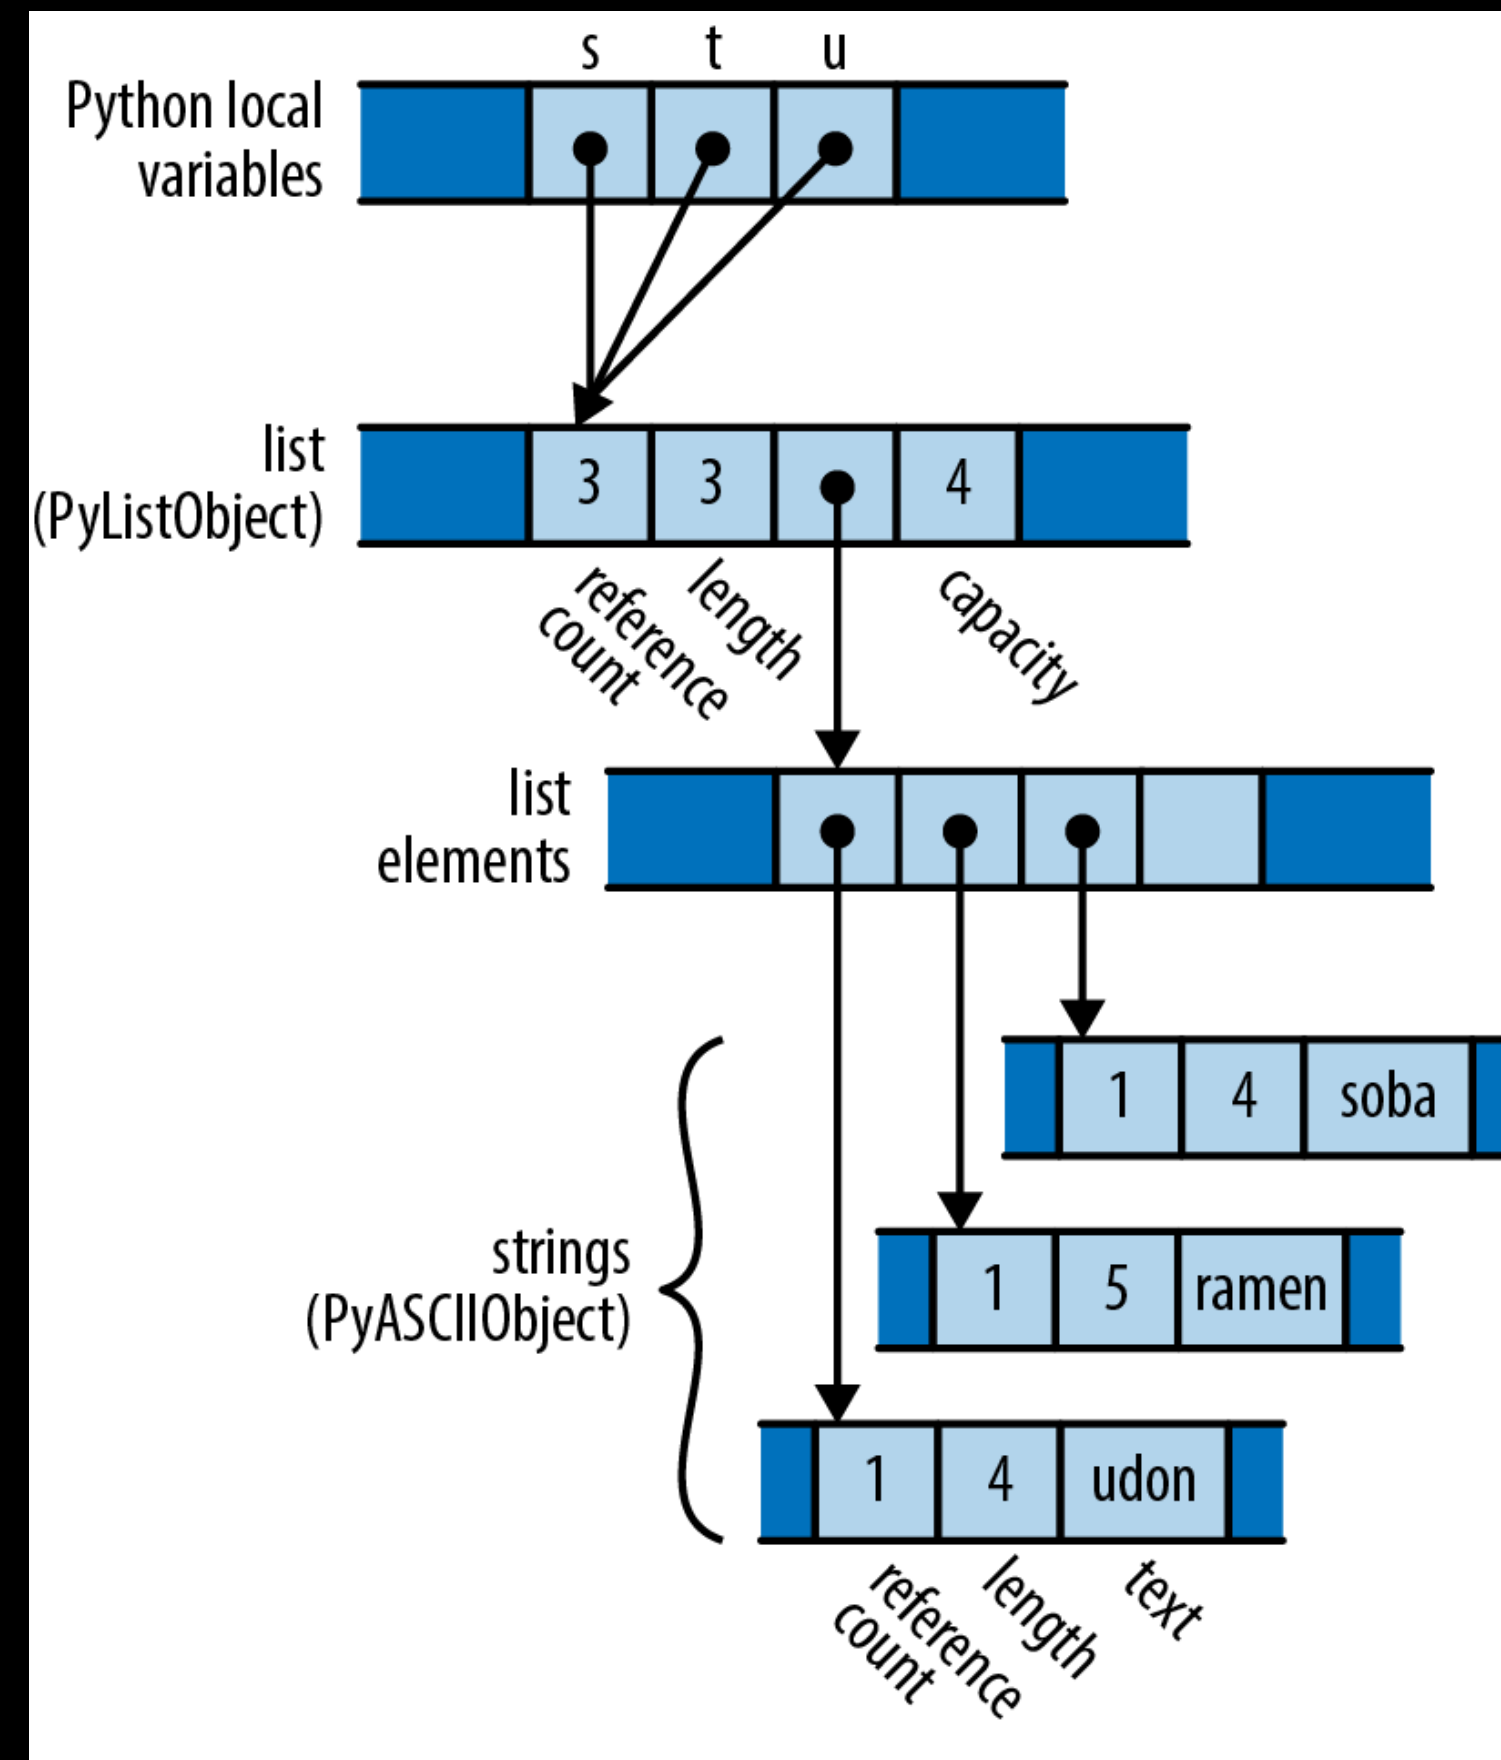 s t u
Python local
variables
list
(PyListObject)
3 3 4
reference
count
length
capacity
list
elements
1 4 soba
strings
(PyASCIIObject)
1 5 ramen
1 4 udon
reference
count
length
text